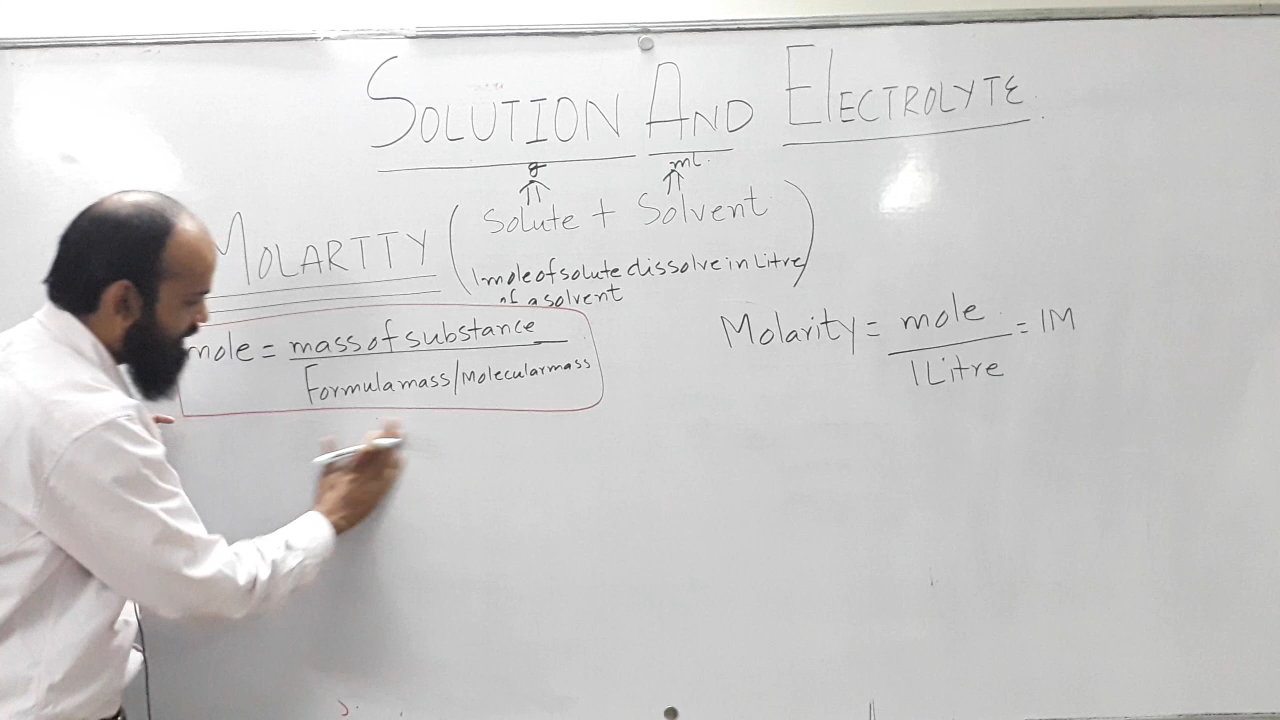 SOLUTION AND ELECTROLYTE.
g ml.
MOLARITY ( Solute + Solvent )
1 mole of solute dissolve in Litre
of a solvent
mole = mass of substance
Formula mass/Molecular mass
Molarity = mole = 1M
1 Litre